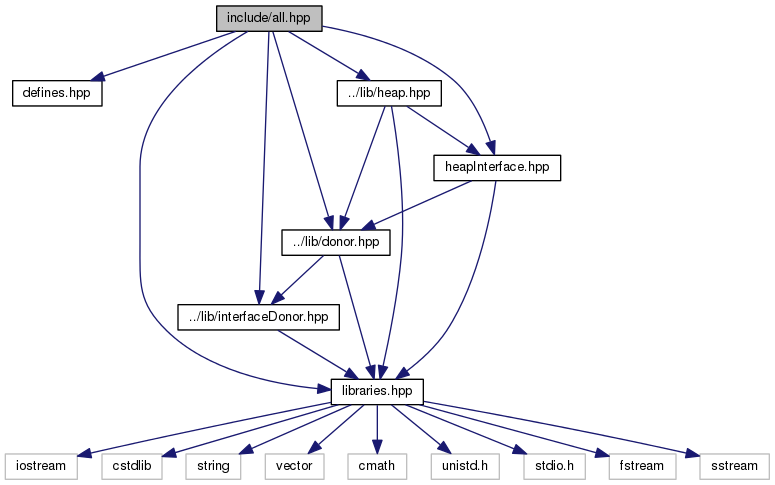 include/all.hpp
defines.hpp
../lib/heap.hpp
heapInterface.hpp
../lib/donor.hpp
../lib/interfaceDonor.hpp
libraries.hpp
iostream
cstdlib
string
vector
cmath
unistd.h
stdio.h
fstream
sstream